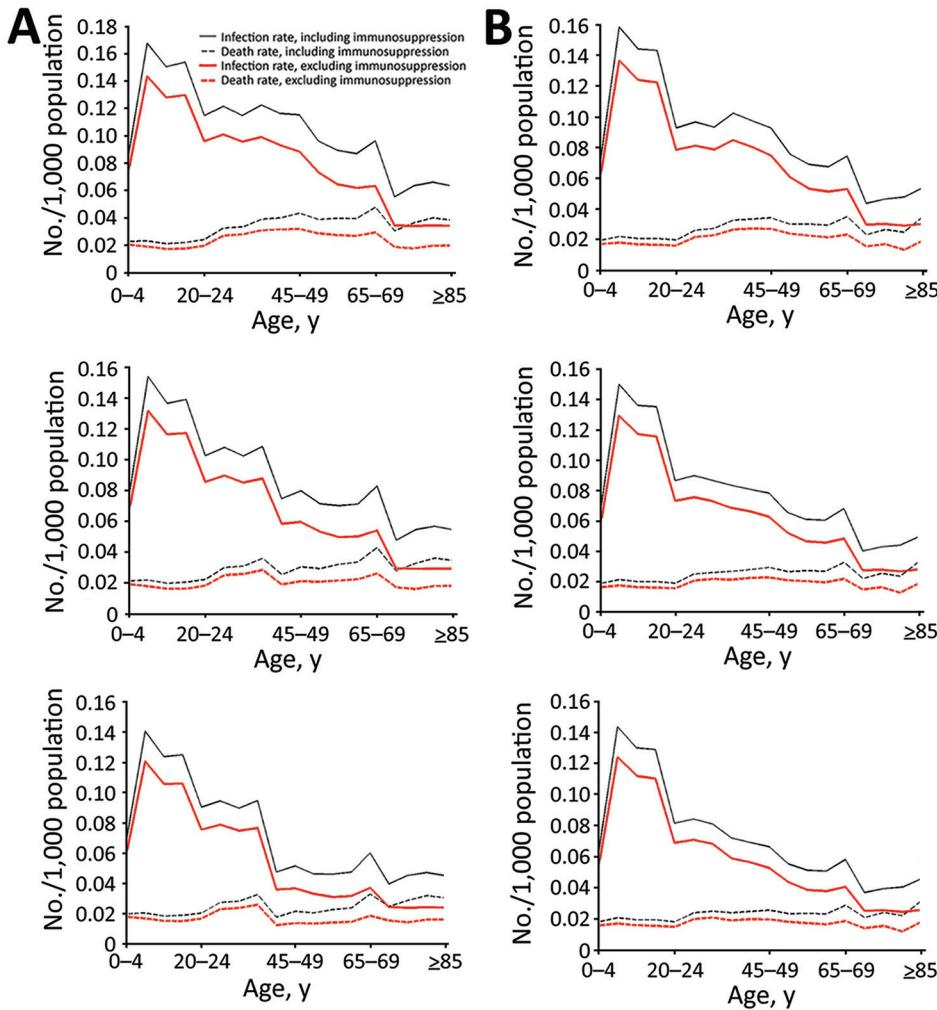 A
No./1,000 population
0.18
0.16
0.14
0.12
0.10
0.08
0.06
0.04
0.02
0
Infection rate, including immunosuppression
Death rate, including immunosuppression
Infection rate, excluding immunosuppression
Death rate, excluding immunosuppression
0–4 20–24 45–49 65–69 ≥85
Age, y
B
No./1,000 population
0.16
0.14
0.12
0.10
0.08
0.06
0.04
0.02
0
0–4 20–24 45–49 65–69 ≥85
Age, y
No./1,000 population
0.16
0.14
0.12
0.10
0.08
0.06
0.04
0.02
0
0–4 20–24 45–49 65–69 ≥85
Age, y
No./1,000 population
0.16
0.14
0.12
0.10
0.08
0.06
0.04
0.02
0
0–4 20–24 45–49 65–69 ≥85
Age, y
No./1,000 population
0.16
0.14
0.12
0.10
0.08
0.06
0.04
0.02
0
0–4 20–24 45–49 65–69 ≥85
Age, y
No./1,000 population
0.16
0.14
0.12
0.10
0.08
0.06
0.04
0.02
0
0–4 20–24 45–49 65–69 ≥85
Age, y